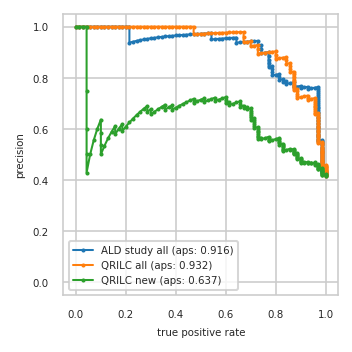 1.0
0.8
0.6
0.4
0.2
0.0
precision
ALD study all (aps: 0.916)
QRILC all (aps: 0.932)
QRILC new (aps: 0.637)
0.0 0.2 0.4 0.6 0.8 1.0
true positive rate